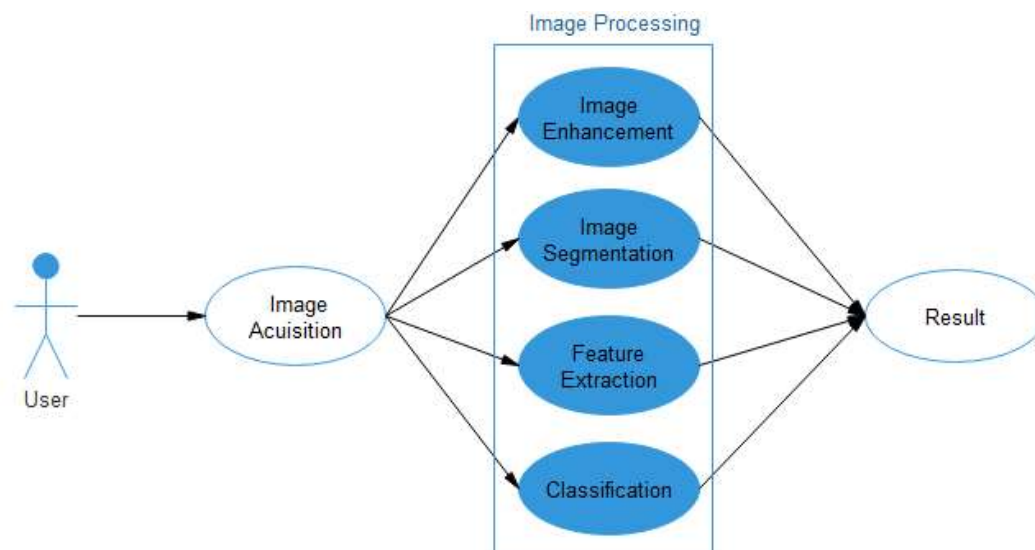 Image Processing
Image
Enhancement
Image
Segmentation
User
Image
Acuisition
Feature
Extraction
Classification
Result